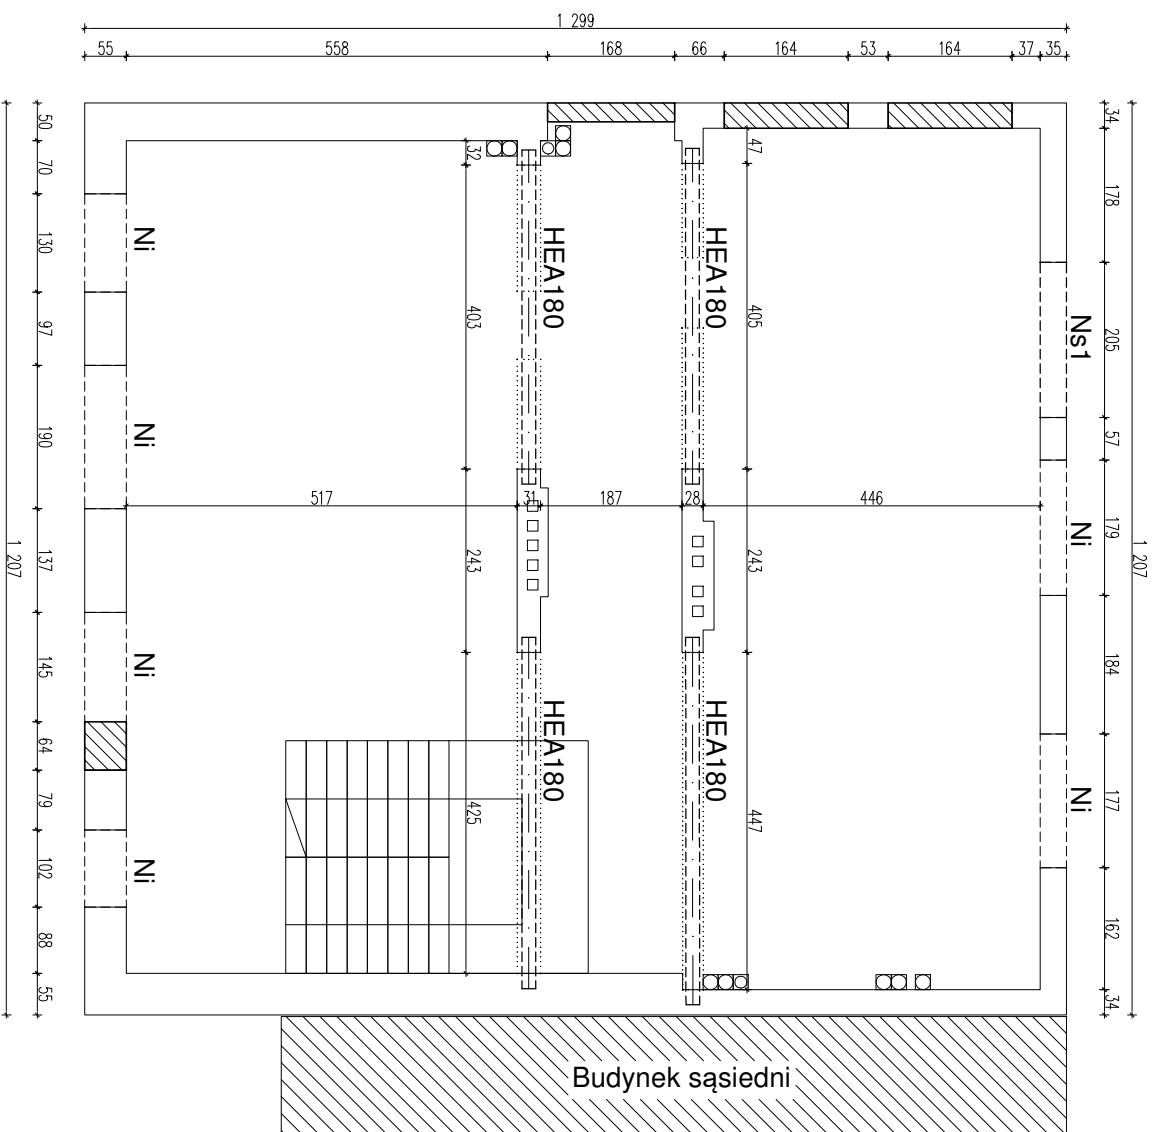 1 299
55 558 168 66 164 53 164 37 35
50 70 130 97 190 137 145 64 79 102 88 55
1 207
34 178 205 57 179 184 177 162 34
1 207
32 403 243 425
47 405 243 447
517 31 187 28 446
Ni
Ni
Ni
Ni
HEA180
HEA180
HEA180
HEA180
Ns1
Ni
Ni
Budynek sąsiedni